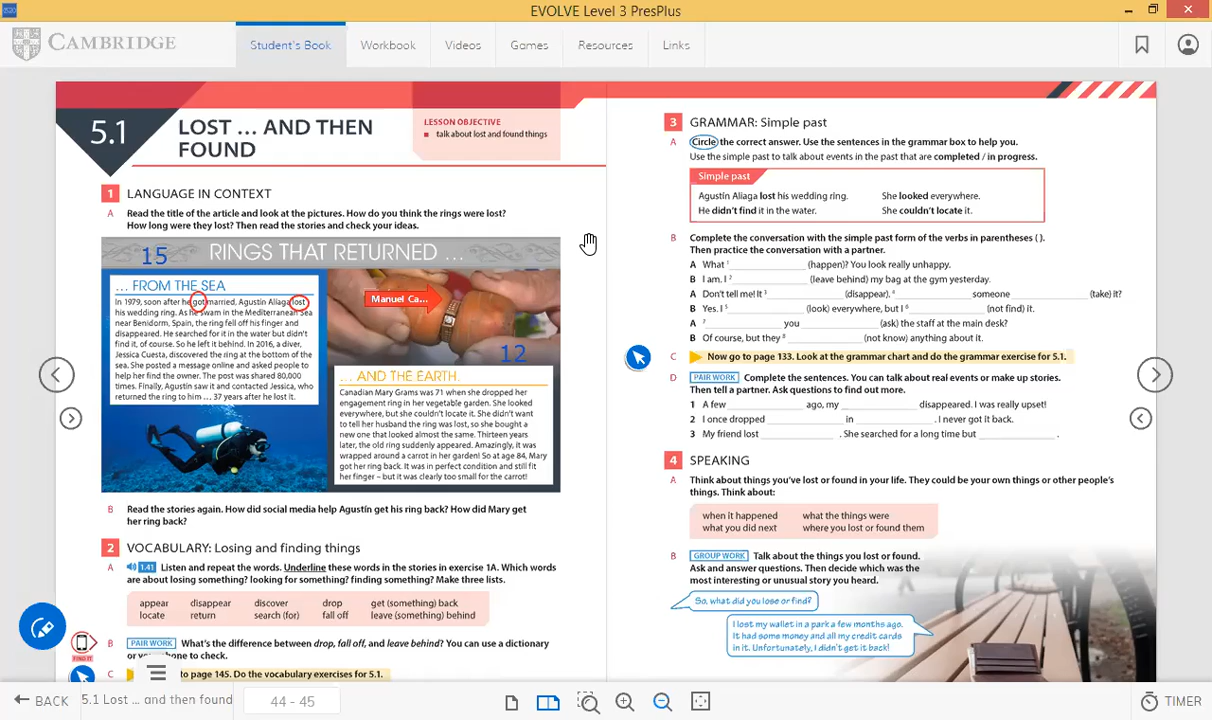 EVOLVE Level 3 PresPlus
CAMBRIDGE
Student's Book
Workbook
Videos
Games
Resources
Links
5.1
LOST … AND THEN
FOUND
LESSON OBJECTIVE
■ talk about lost and found things
1 LANGUAGE IN CONTEXT
A Read the title of the article and look at the pictures. How do you think the rings were lost?
How long were they lost? Then read the stories and check your ideas.
15
RINGS THAT RETURNED …
… FROM THE SEA
In 1979, soon after he got married, Agustín Aliaga lost
his wedding ring. As he swam in the Mediterranean Sea
near Benidorm, Spain, the ring fell off his finger and
disappeared. He searched for it in the water but didn't
find it, of course. So he left it behind. In 2016, a diver,
Jessica Cuesta, discovered the ring at the bottom of the
sea. She posted a message online and asked people to
help her find the owner. The post was shared 80,000
times. Finally, Agustín saw it and contacted Jessica, who
returned the ring to him … 37 years after he lost it.
Manuel Ca...
12
… AND THE EARTH.
Canadian Mary Grams was 71 when she dropped her
engagement ring in her vegetable garden. She looked
everywhere, but she couldn't locate it. She didn't want
to tell her husband the ring was lost, so she bought a
new one that looked almost the same. Thirteen years
later, the old ring suddenly appeared. Amazingly, it was
wrapped around a carrot in her garden! So at age 84, Mary
got her ring back. It was in perfect condition and still fit
her finger – but it was clearly too small for the carrot!
B Read the stories again. How did social media help Agustín get his ring back? How did Mary get
her ring back?
2 VOCABULARY: Losing and finding things
A 1.41 Listen and repeat the words. Underline these words in the stories in exercise 1A. Which words
are about losing something? looking for something? finding something? Make three lists.
appear disappear discover drop get (something) back
locate return search (for) fall off leave (something) behind
FIND IT
B PAIR WORK What's the difference between drop, fall off, and leave behind? You can use a dictionary
or your phone to check.
C to page 145. Do the vocabulary exercises for 5.1.
3 GRAMMAR: Simple past
A Circle the correct answer. Use the sentences in the grammar box to help you.
Use the simple past to talk about events in the past that are completed / in progress.
Simple past
Agustín Aliaga lost his wedding ring. She looked everywhere.
He didn't find it in the water. She couldn't locate it.
B Complete the conversation with the simple past form of the verbs in parentheses ( ).
Then practice the conversation with a partner.
A What 1 ____ (happen)? You look really unhappy.
B I am. I 2 ____ (leave behind) my bag at the gym yesterday.
A Don't tell me! It 3 ____ (disappear). 4 ____ someone ____ (take) it?
B Yes. I 5 ____ (look) everywhere, but I 6 ____ (not find) it.
A 7 ____ you ____ (ask) the staff at the main desk?
B Of course, but they 8 ____ (not know) anything about it.
C Now go to page 133. Look at the grammar chart and do the grammar exercise for 5.1.
D PAIR WORK Complete the sentences. You can talk about real events or make up stories.
Then tell a partner. Ask questions to find out more.
1 A few ____ ago, my ____ disappeared. I was really upset!
2 I once dropped ____ in ____. I never got it back.
3 My friend lost ____. She searched for a long time but ____.
4 SPEAKING
A Think about things you've lost or found in your life. They could be your own things or other people's
things. Think about:
when it happened what the things were
what you did next where you lost or found them
B GROUP WORK Talk about the things you lost or found.
Ask and answer questions. Then decide which was the
most interesting or unusual story you heard.
So, what did you lose or find?
I lost my wallet in a park a few months ago.
It had some money and all my credit cards
in it. Unfortunately, I didn't get it back!
BACK
5.1 Lost … and then found
44 - 45
TIMER